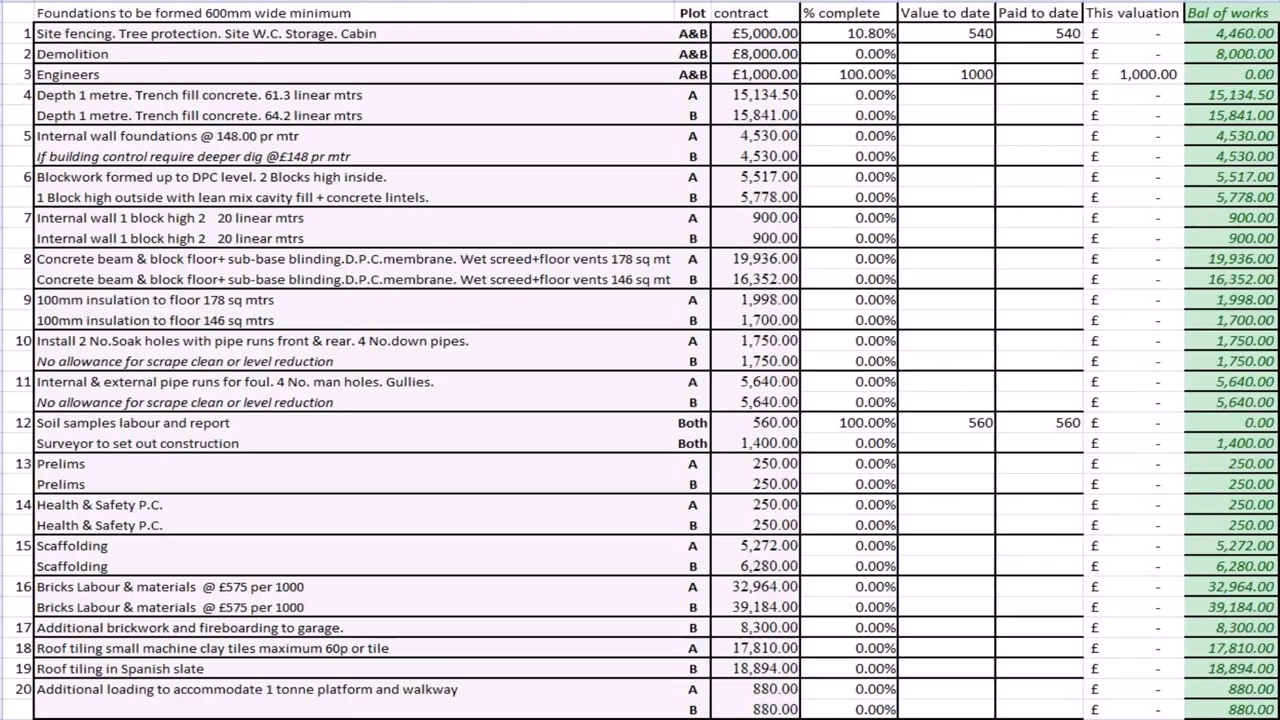 Foundations to be formed 600mm wide minimum Plot contract % complete Value to date Paid to date This valuation Bal of works
1 Site fencing. Tree protection. Site W.C. Storage. Cabin A&B £5,000.00 10.80% 540 540 £ - 4,460.00
2 Demolition A&B £8,000.00 0.00% £ - 8,000.00
3 Engineers A&B £1,000.00 100.00% 1000 £ 1,000.00 0.00
4 Depth 1 metre. Trench fill concrete. 61.3 linear mtrs A 15,134.50 0.00% £ - 15,134.50
Depth 1 metre. Trench fill concrete. 64.2 linear mtrs B 15,841.00 0.00% £ - 15,841.00
5 Internal wall foundations @ 148.00 pr mtr A 4,530.00 0.00% £ - 4,530.00
If building control require deeper dig @£148 pr mtr B 4,530.00 0.00% £ - 4,530.00
6 Blockwork formed up to DPC level. 2 Blocks high inside. A 5,517.00 0.00% £ - 5,517.00
1 Block high outside with lean mix cavity fill + concrete lintels. B 5,778.00 0.00% £ - 5,778.00
7 Internal wall 1 block high 2 20 linear mtrs A 900.00 0.00% £ - 900.00
Internal wall 1 block high 2 20 linear mtrs B 900.00 0.00% £ - 900.00
8 Concrete beam & block floor+ sub-base blinding.D.P.C.membrane. Wet screed+floor vents 178 sq mt A 19,936.00 0.00% £ - 19,936.00
Concrete beam & block floor+ sub-base blinding.D.P.C.membrane. Wet screed+floor vents 146 sq mt B 16,352.00 0.00% £ - 16,352.00
9 100mm insulation to floor 178 sq mtrs A 1,998.00 0.00% £ - 1,998.00
100mm insulation to floor 146 sq mtrs B 1,700.00 0.00% £ - 1,700.00
10 Install 2 No.Soak holes with pipe runs front & rear. 4 No.down pipes. A 1,750.00 0.00% £ - 1,750.00
No allowance for scrape clean or level reduction B 1,750.00 0.00% £ - 1,750.00
11 Internal & external pipe runs for foul. 4 No. man holes. Gullies. A 5,640.00 0.00% £ - 5,640.00
No allowance for scrape clean or level reduction B 5,640.00 0.00% £ - 5,640.00
12 Soil samples labour and report Both 560.00 100.00% 560 560 £ - 0.00
Surveyor to set out construction Both 1,400.00 0.00% £ - 1,400.00
13 Prelims A 250.00 0.00% £ - 250.00
Prelims B 250.00 0.00% £ - 250.00
14 Health & Safety P.C. A 250.00 0.00% £ - 250.00
Health & Safety P.C. B 250.00 0.00% £ - 250.00
15 Scaffolding A 5,272.00 0.00% £ - 5,272.00
Scaffolding B 6,280.00 0.00% £ - 6,280.00
16 Bricks Labour & materials @ £575 per 1000 A 32,964.00 0.00% £ - 32,964.00
Bricks Labour & materials @ £575 per 1000 B 39,184.00 0.00% £ - 39,184.00
17 Additional brickwork and fireboarding to garage. B 8,300.00 0.00% £ - 8,300.00
18 Roof tiling small machine clay tiles maximum 60p or tile A 17,810.00 0.00% £ - 17,810.00
19 Roof tiling in Spanish slate B 18,894.00 0.00% £ - 18,894.00
20 Additional loading to accommodate 1 tonne platform and walkway A 880.00 0.00% £ - 880.00
B 880.00 0.00% £ - 880.00